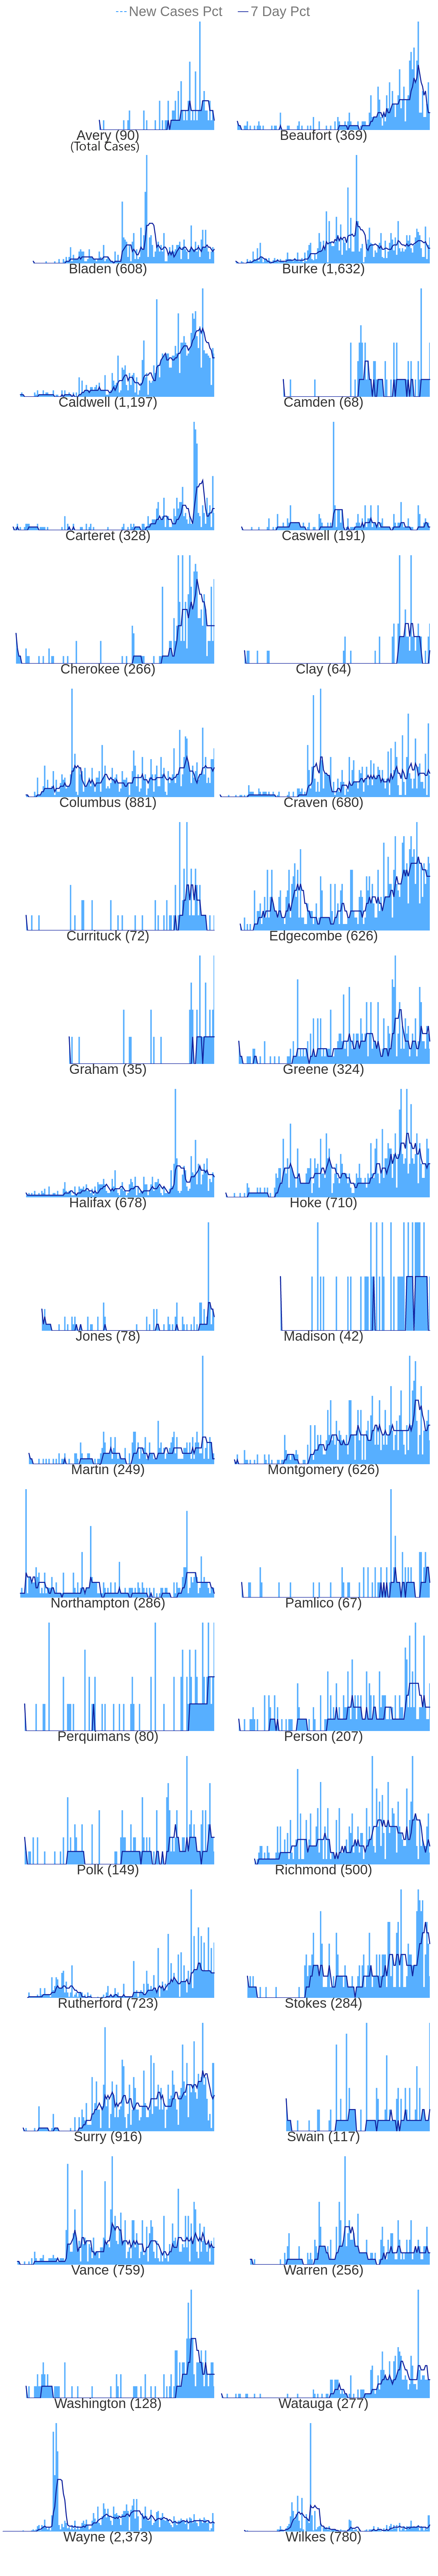 New Cases Pct 7 Day Pct
Avery (90) Beaufort (369)
(Total Cases)
Bladen (608) Burke (1,632)
Caldwell (1,197) Camden (68)
Carteret (328) Caswell (191)
Cherokee (266) Clay (64)
Columbus (881) Craven (680)
Currituck (72) Edgecombe (626)
Graham (35) Greene (324)
Halifax (678) Hoke (710)
Jones (78) Madison (42)
Martin (249) Montgomery (626)
Northampton (286) Pamlico (67)
Perquimans (80) Person (207)
Polk (149) Richmond (500)
Rutherford (723) Stokes (284)
Surry (916) Swain (117)
Vance (759) Warren (256)
Washington (128) Watauga (277)
Wayne (2,373) Wilkes (780)